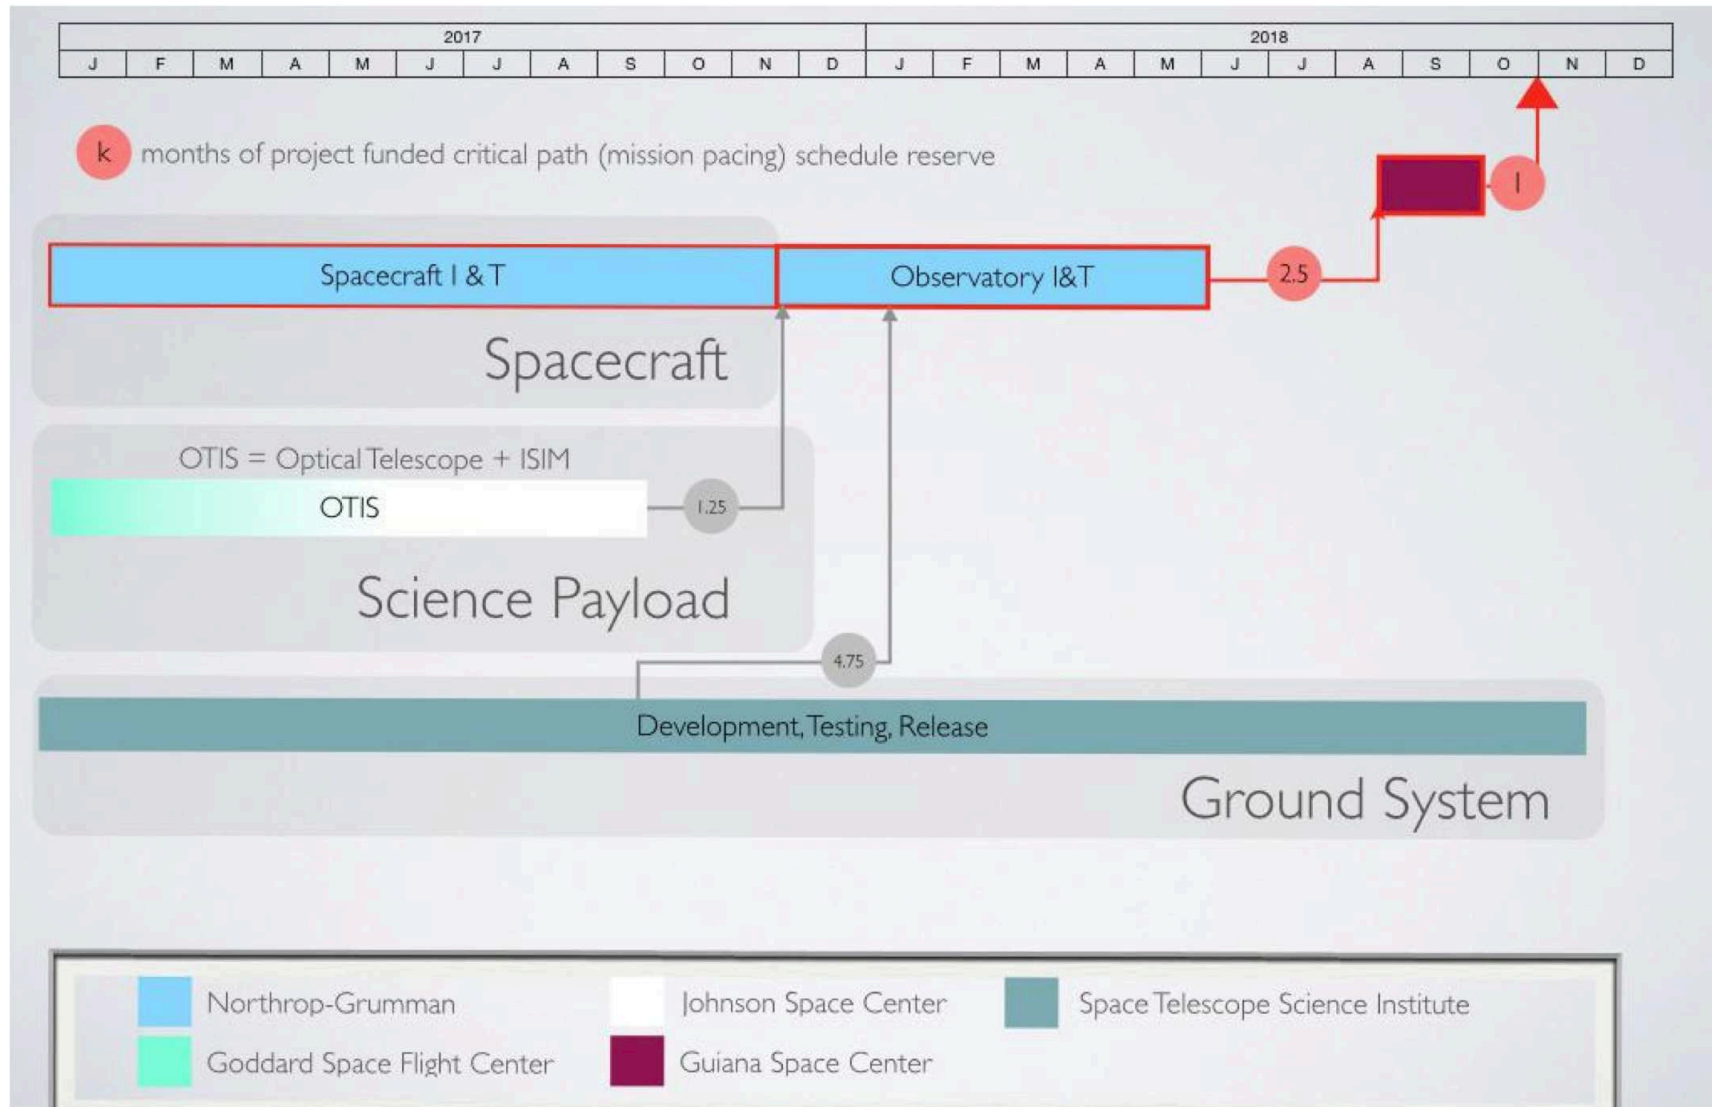 2017 2018
J F M A M J J A S O N D J F M A M J J A S O N D
k months of project funded critical path (mission pacing) schedule reserve
1
Spacecraft I & T Observatory I&T 2.5
Spacecraft
OTIS = Optical Telescope + ISIM
OTIS 1.25
Science Payload
4.75
Development, Testing, Release
Ground System
Northrop-Grumman Johnson Space Center Space Telescope Science Institute
Goddard Space Flight Center Guiana Space Center